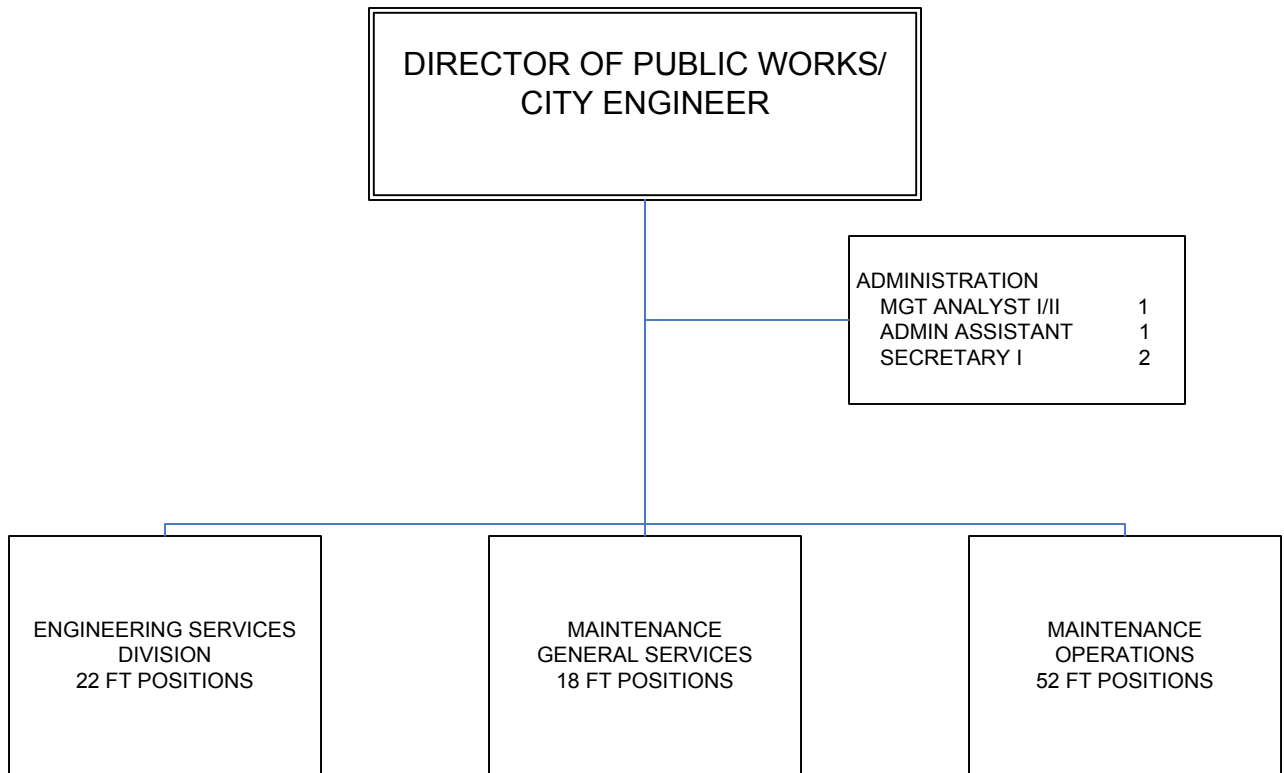 DIRECTOR OF PUBLIC WORKS/
CITY ENGINEER
ADMINISTRATION
MGT ANALYST I/II 1
ADMIN ASSISTANT 1
SECRETARY I 2
ENGINEERING SERVICES
DIVISION
22 FT POSITIONS
MAINTENANCE
GENERAL SERVICES
18 FT POSITIONS
MAINTENANCE
OPERATIONS
52 FT POSITIONS